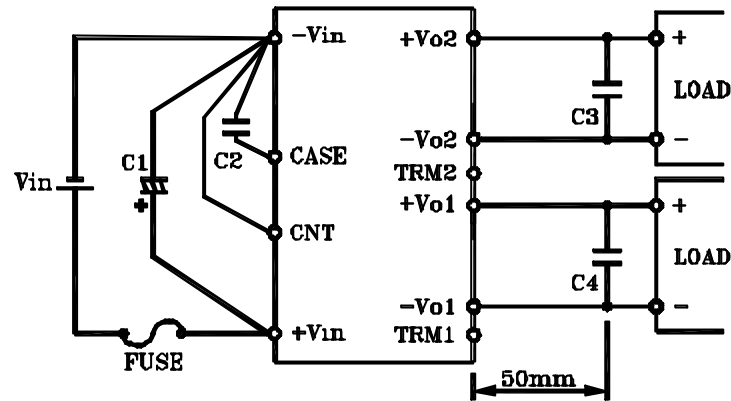 -Vin
+Vo2
+
LOAD
C3
C1
C2
-Vo2
-
CASE
TRM2
Vin
+
+Vo1
+
CNT
LOAD
C4
-Vo1
-
+Vin
TRM1
FUSE
50mm